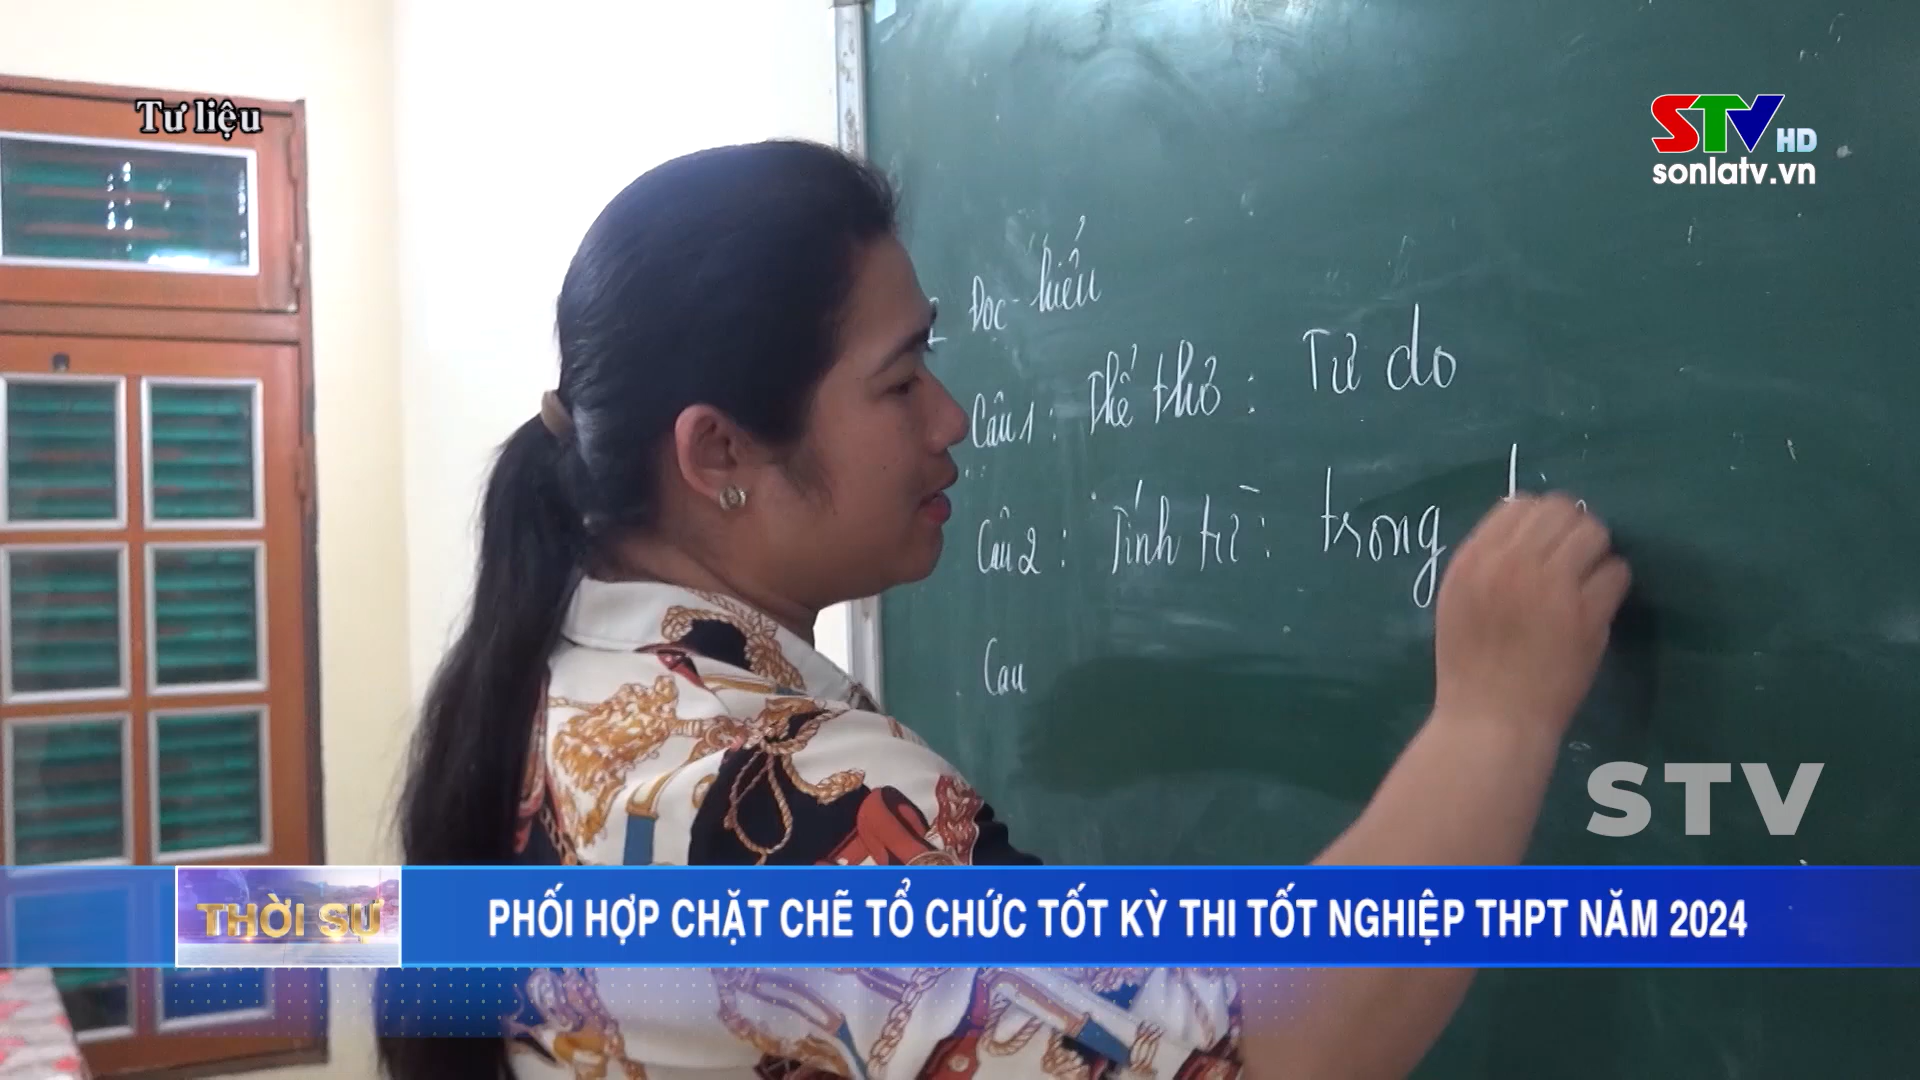 Tư liệu
STV HD
sonlatv.vn
Đọc - hiểu
Câu 1 : Thể thơ : Tự do
Câu 2 : Tính từ : trong
Câu
STV
THỜI SỰ
PHỐI HỢP CHẶT CHẼ TỔ CHỨC TỐT KỲ THI TỐT NGHIỆP THPT NĂM 2024